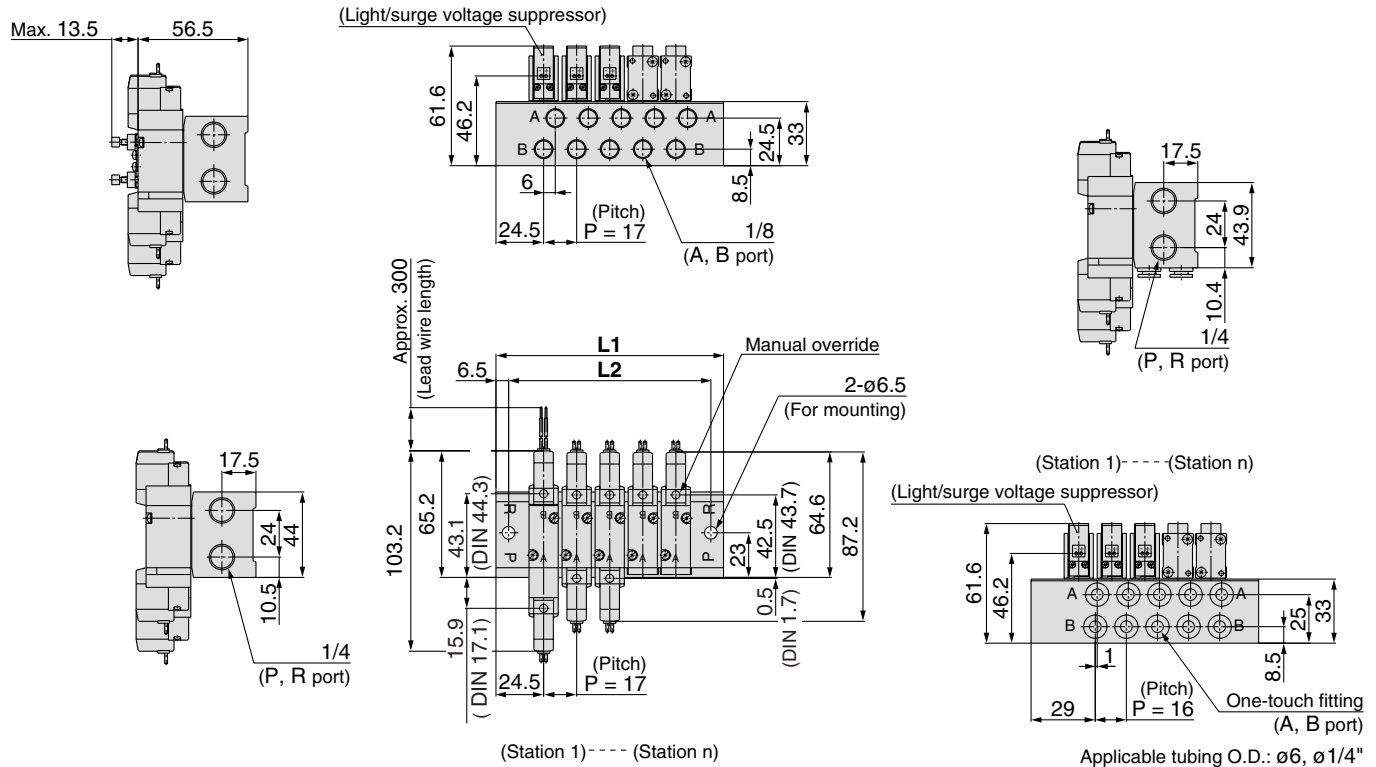 Max. 13.5
56.5
(Light/surge voltage suppressor)
61.6
46.2
A
A
B
B
24.5
33
8.5
6
24.5
(Pitch)
P = 17
1/8
(A, B port)
17.5
24
43.9
10.4
1/4
(P, R port)
Approx. 300
(Lead wire length)
L1
L2
6.5
Manual override
2-ø6.5
(For mounting)
103.2
65.2
43.1
(DIN 44.3)
R
P
B
A
B
A
B
A
B
A
B
A
R
P
23
42.5
(DIN 43.7)
64.6
87.2
0.5
(DIN 1.7)
15.9
( DIN 17.1)
24.5
(Pitch)
P = 17
(Station 1)---- (Station n)
17.5
24
44
10.5
1/4
(P, R port)
(Station 1)-----(Station n)
(Light/surge voltage suppressor)
61.6
46.2
A
A
B
B
25
33
8.5
1
29
(Pitch)
P = 16
One-touch fitting
(A, B port)
Applicable tubing O.D.: ø6, ø1/4"